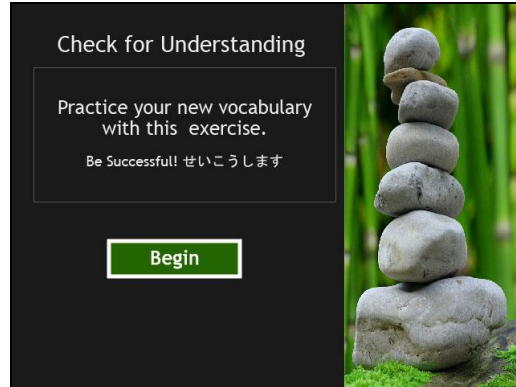 Check for Understanding
Practice your new vocabulary
with this exercise.
Be Successful! せいこうします
Begin